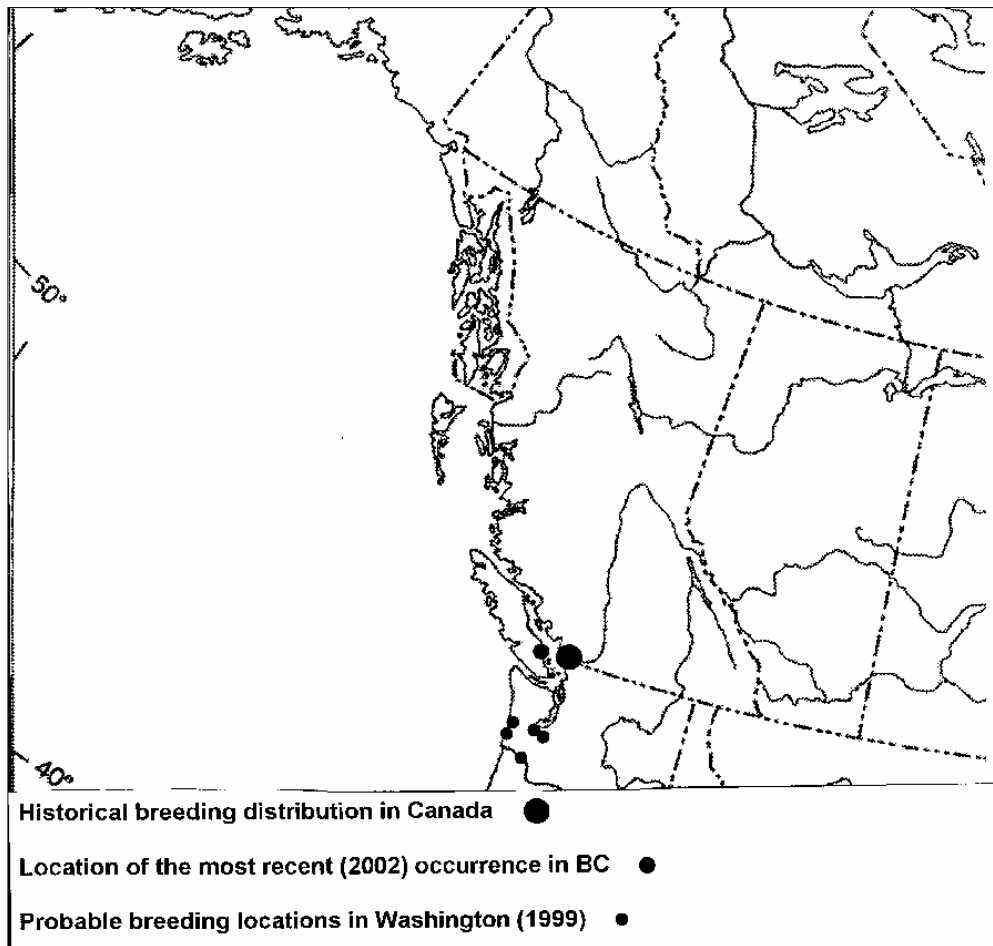 50°
40°
Historical breeding distribution in Canada
Location of the most recent (2002) occurrence in BC
Probable breeding locations in Washington (1999)